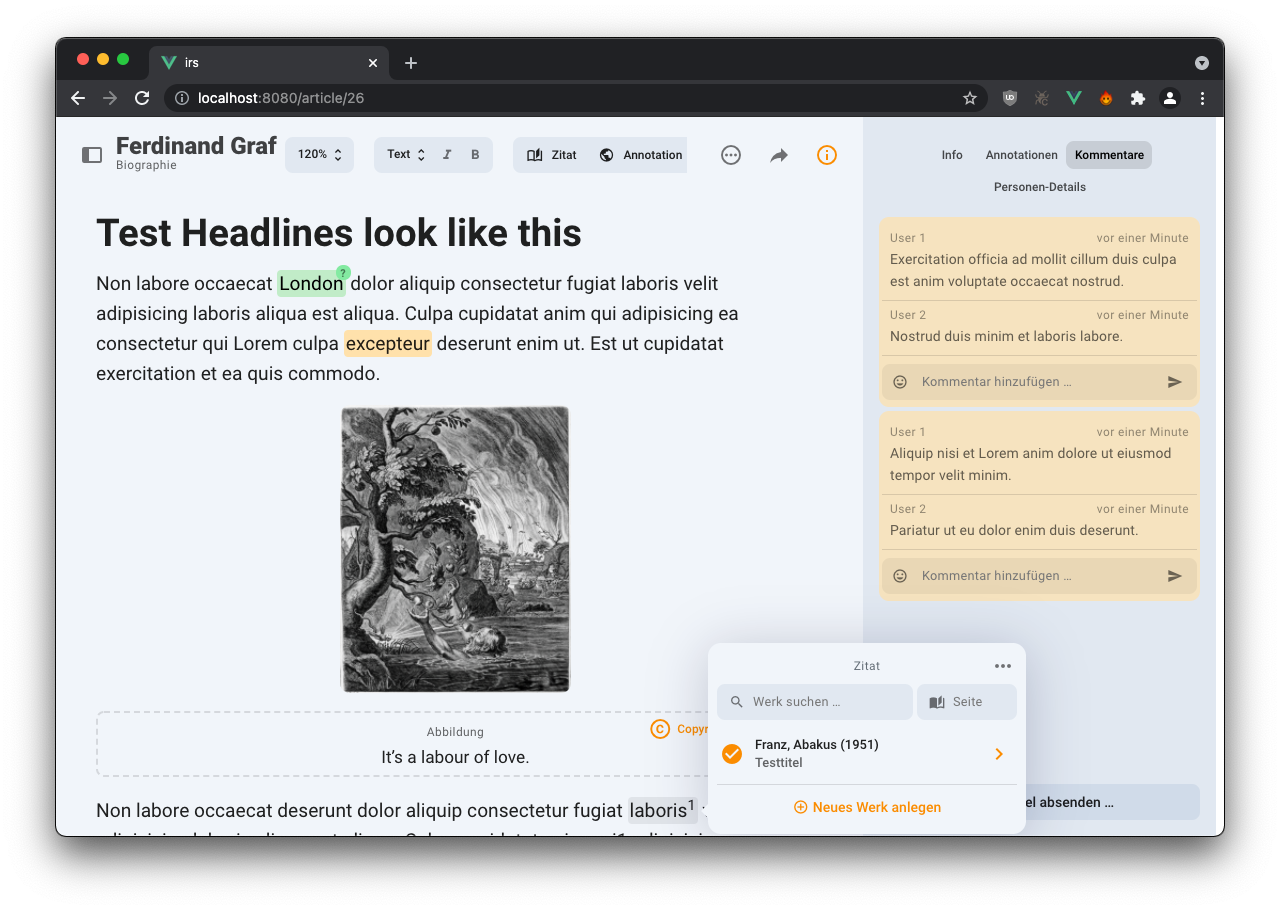 irs
localhost:8080/article/26
Ferdinand Graf
Biographie
120%
Text
I
B
Zitat
Annotation
Test Headlines look like this
Non labore occaecat London? dolor aliquip consectetur fugiat laboris velit
adipisicing laboris aliqua est aliqua. Culpa cupidatat anim qui adipisicing ea
consectetur qui Lorem culpa excepteur deserunt enim ut. Est ut cupidatat
exercitation et ea quis commodo.
Abbildung
C
It's a labour of love.
Non labore occaecat deserunt dolor aliquip consectetur fugiat laboris1
Info
Annotationen
Kommentare
Personen-Details
User 1
vor einer Minute
Exercitation officia ad mollit cillum duis culpa
est anim voluptate occaecat nostrud.
User 2
vor einer Minute
Nostrud duis minim et laboris labore.
Kommentar hinzufügen …
User 1
vor einer Minute
Aliquip nisi et Lorem anim dolore ut eiusmod
tempor velit minim.
User 2
vor einer Minute
Pariatur ut eu dolor enim duis deserunt.
Kommentar hinzufügen …
absenden …
Zitat
Werk suchen …
Seite
Franz, Abakus (1951)
Testtitel
Neues Werk anlegen